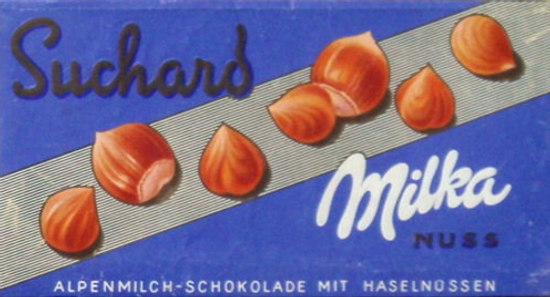 Suchard
Milka
NUSS
ALPENMILCH-SCHOKOLADE MIT HASELNÜSSEN